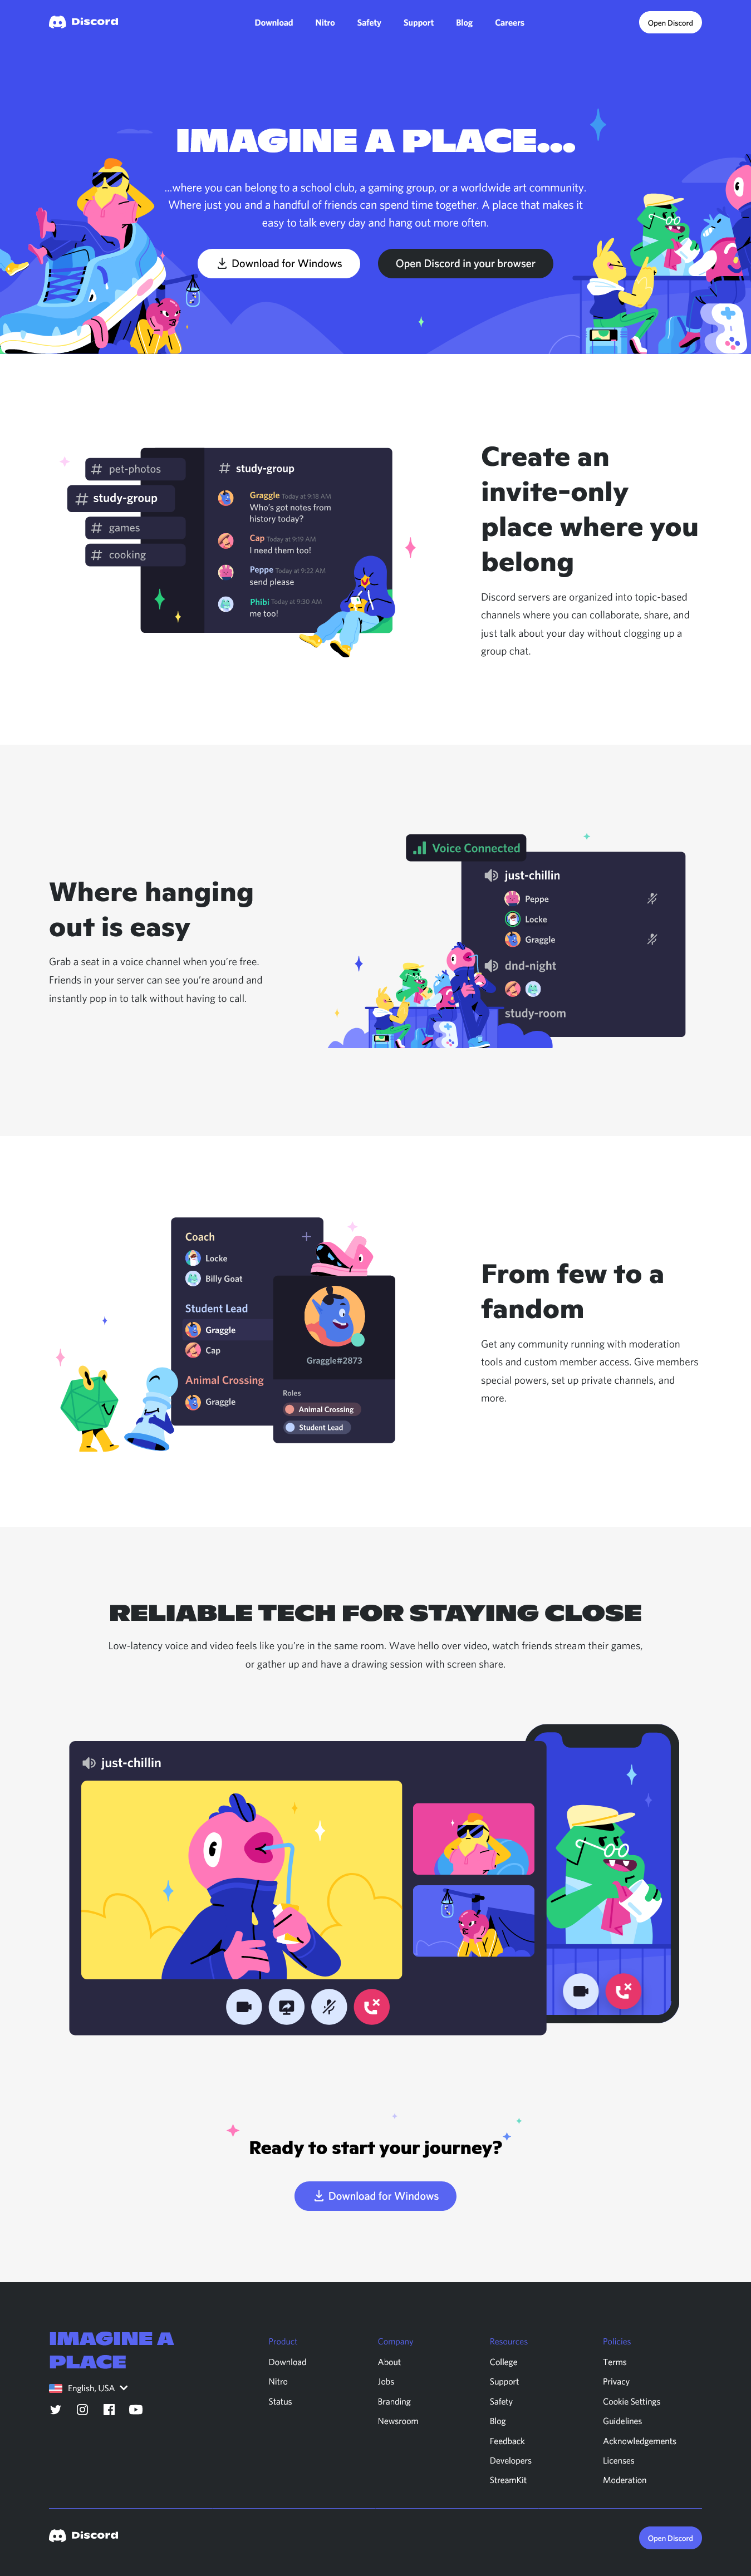 Discord
Download Nitro Safety Support Blog Careers
Open Discord
IMAGINE A PLACE...
...where you can belong to a school club, a gaming group, or a worldwide art community.
Where just you and a handful of friends can spend time together. A place that makes it
easy to talk every day and hang out more often.
Download for Windows
Open Discord in your browser
# pet-photos
# study-group
# games
# cooking
# study-group
Graggle Today at 9:18 AM
Who's got notes from
history today?
Cap Today at 9:19 AM
I need them too!
Peppe Today at 9:22 AM
send please
Phibi Today at 9:30 AM
me too!
Create an
invite-only
place where you
belong
Discord servers are organized into topic-based
channels where you can collaborate, share, and
just talk about your day without clogging up a
group chat.
Where hanging
out is easy
Grab a seat in a voice channel when you're free.
Friends in your server can see you're around and
instantly pop in to talk without having to call.
Voice Connected
just-chillin
Peppe
Locke
Graggle
dnd-night
study-room
Coach
Locke
Billy Goat
Student Lead
Graggle
Cap
Animal Crossing
Graggle
Graggle#2873
Roles
Animal Crossing
Student Lead
From few to a
fandom
Get any community running with moderation
tools and custom member access. Give members
special powers, set up private channels, and
more.
RELIABLE TECH FOR STAYING CLOSE
Low-latency voice and video feels like you're in the same room. Wave hello over video, watch friends stream their games,
or gather up and have a drawing session with screen share.
just-chillin
Ready to start your journey?
Download for Windows
IMAGINE A
PLACE
English, USA
Product
Download
Nitro
Status
Company
About
Jobs
Branding
Newsroom
Resources
College
Support
Safety
Blog
Feedback
Developers
StreamKit
Policies
Terms
Privacy
Cookie Settings
Guidelines
Acknowledgements
Licenses
Moderation
Discord
Open Discord